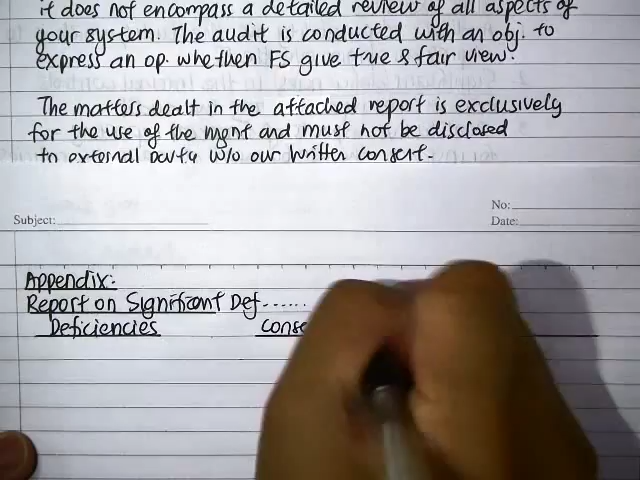 it does not encompass a detailed review of all aspects of
your system. The audit is conducted with an obj. to
express an op. whether FS give true & fair view.
The matters dealt in the attached report is exclusively
for the use of the mgnt and must not be disclosed
to external party w/o our written consent.
No:
Subject:
Date:
Appendix:
Report on Significant Def......
Deficiencies conse